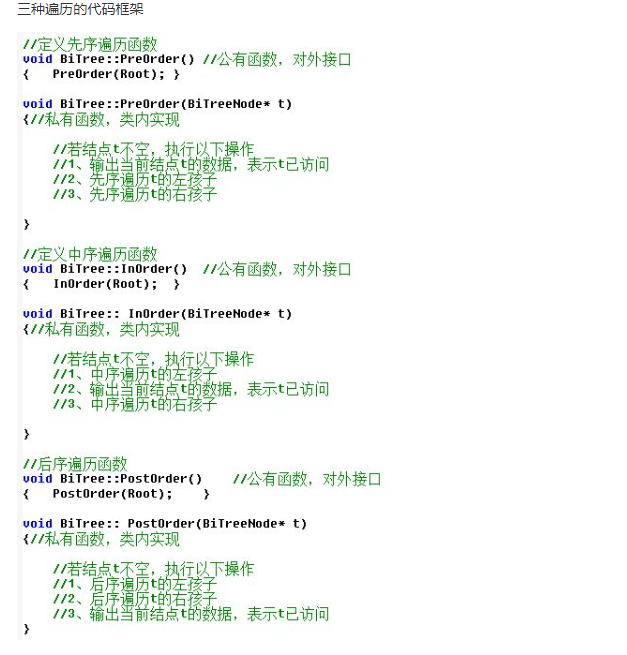 三种遍历的代码框架
//定义先序遍历函数
void BiTree::PreOrder() //公有函数，对外接口
{   PreOrder(Root); }
void BiTree::PreOrder(BiTreeNode* t)
{//私有函数，类内实现
//若结点t不空，执行以下操作
//1、输出当前结点t的数据，表示t已访问
//2、先序遍历t的左孩子
//3、先序遍历t的右孩子
}
//定义中序遍历函数
void BiTree::InOrder()  //公有函数，对外接口
{   InOrder(Root);  }
void BiTree:: InOrder(BiTreeNode* t)
{//私有函数，类内实现
//若结点t不空，执行以下操作
//1、中序遍历t的左孩子
//2、输出当前结点t的数据，表示t已访问
//3、中序遍历t的右孩子
}
//后序遍历函数
void BiTree::PostOrder()    //公有函数，对外接口
{   PostOrder(Root);    }
void BiTree:: PostOrder(BiTreeNode* t)
{//私有函数，类内实现
//若结点t不空，执行以下操作
//1、后序遍历t的左孩子
//2、后序遍历t的右孩子
//3、输出当前结点t的数据，表示t已访问
}